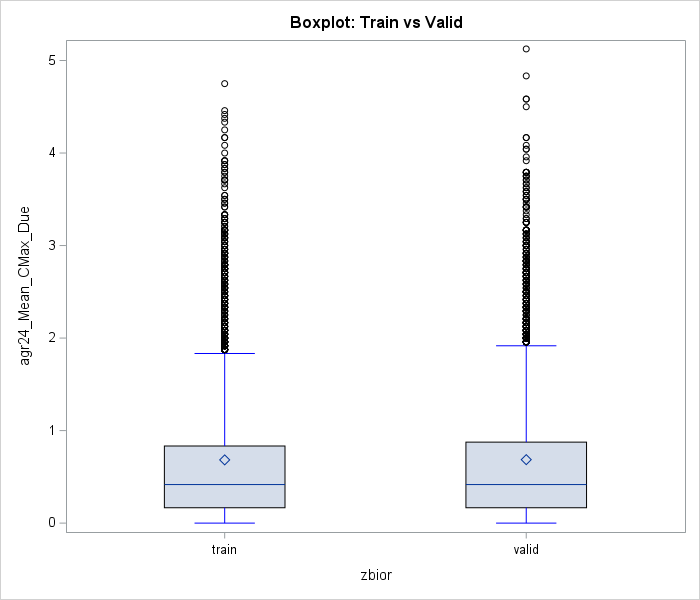 Boxplot: Train vs Valid
5
4
3
2
1
0
agr24_Mean_CMax_Due
train
valid
zbior